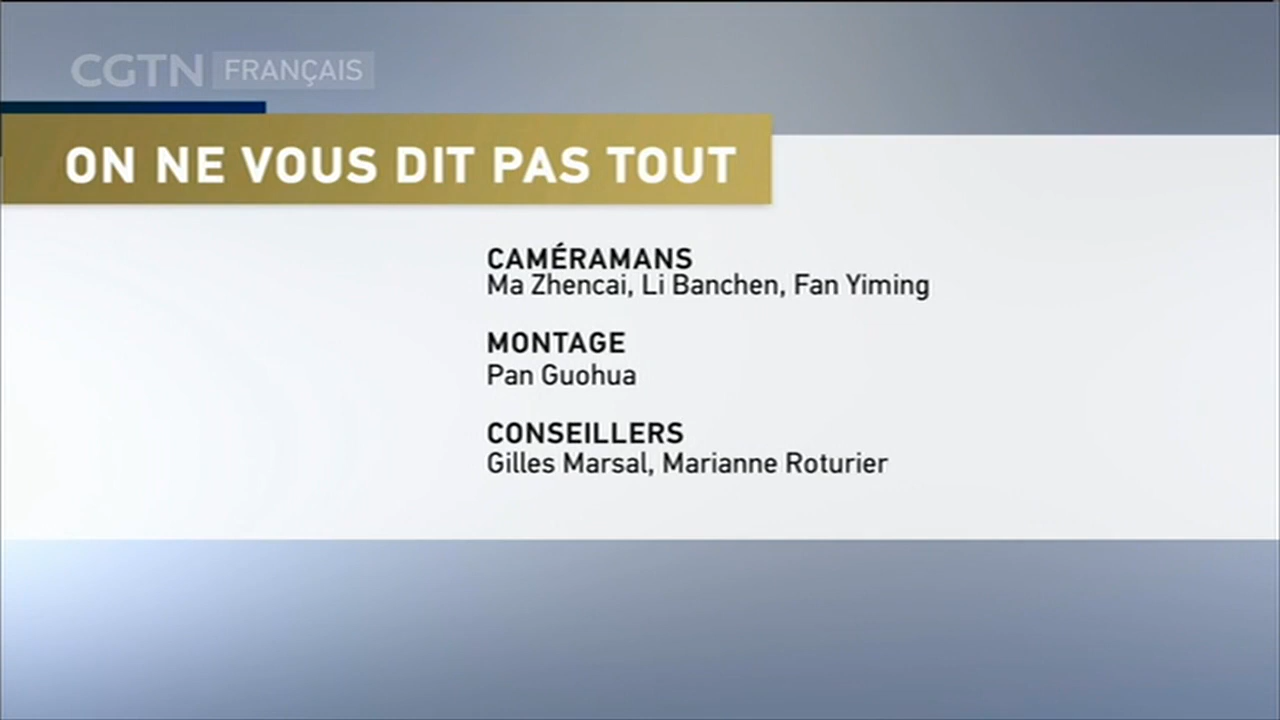 CGTN FRANÇAIS
ON NE VOUS DIT PAS TOUT
CAMÉRAMANS
Ma Zhencai, Li Banchen, Fan Yiming
MONTAGE
Pan Guohua
CONSEILLERS
Gilles Marsal, Marianne Roturier